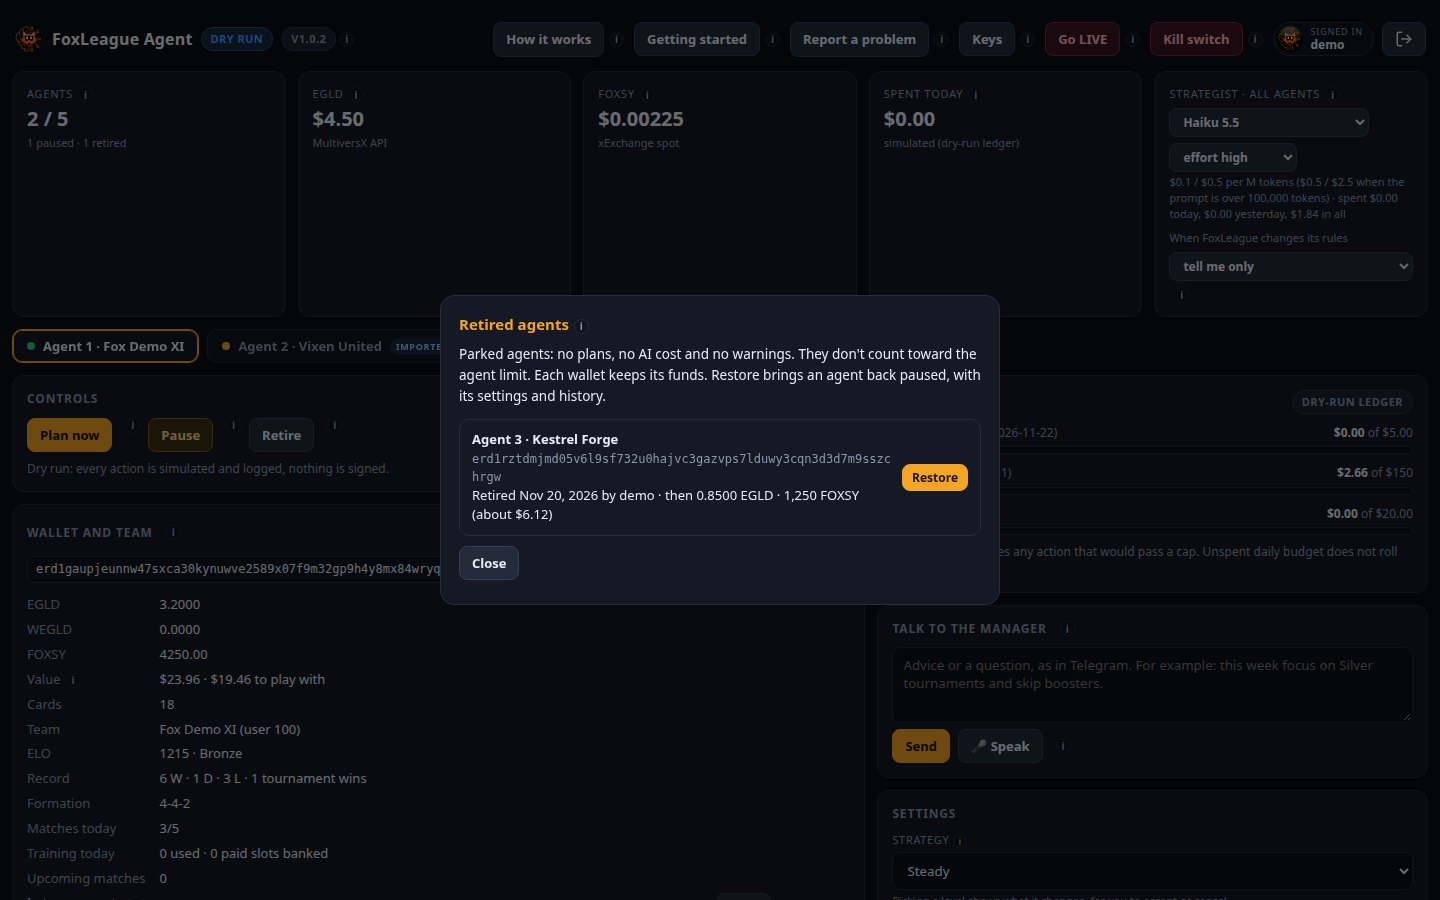 FoxLeague Agent
DRY RUN
V1.0.2
i
How it works
i
Getting started
i
Report a problem
i
Keys
i
Go LIVE
i
Kill switch
i
SIGNED IN
demo
AGENTS i
2 / 5
1 paused · 1 retired
EGLD i
$4.50
MultiversX API
FOXSY i
$0.00225
xExchange spot
SPENT TODAY i
$0.00
simulated (dry-run ledger)
STRATEGIST · ALL AGENTS i
Haiku 5.5
effort high
$0.1 / $0.5 per M tokens ($0.5 / $2.5 when the
prompt is over 100,000 tokens) · spent $0.00
today, $0.00 yesterday, $1.84 in all
When FoxLeague changes its rules
tell me only
i
Agent 1 · Fox Demo XI
Agent 2 · Vixen United
Retired agents i
Parked agents: no plans, no AI cost and no warnings. They don't count toward the
agent limit. Each wallet keeps its funds. Restore brings an agent back paused, with
its settings and history.
Agent 3 · Kestrel Forge
erd1rztdmjmd05v6l9sf732u0hajvc3gazvps7lduwy3cqn3d3d7m9sszc
hrgw
Retired Nov 20, 2026 by demo · then 0.8500 EGLD · 1,250 FOXSY
(about $6.12)
Restore
Close
CONTROLS
Plan now
i
Pause
i
Retire
i
Dry run: every action is simulated and logged, nothing is signed.
WALLET AND TEAM i
erd1gaupjeunnw47sxca30kynuwve2589x07f9m32gp9h4y8mx84wryq
EGLD 3.2000
WEGLD 0.0000
FOXSY 4250.00
Value i $23.96 · $19.46 to play with
Cards 18
Team Fox Demo XI (user 100)
ELO 1215 · Bronze
Record 6 W · 1 D · 3 L · 1 tournament wins
Formation 4-4-2
Matches today 3/5
Training today 0 used · 0 paid slots banked
Upcoming matches 0
DRY-RUN LEDGER
$0.00 of $5.00
$2.66 of $150
$0.00 of $20.00
any action that would pass a cap. Unspent daily budget does not roll
TALK TO THE MANAGER i
Advice or a question, as in Telegram. For example: this week focus on Silver
tournaments and skip boosters.
Send
🎤 Speak
i
SETTINGS
STRATEGY i
Steady